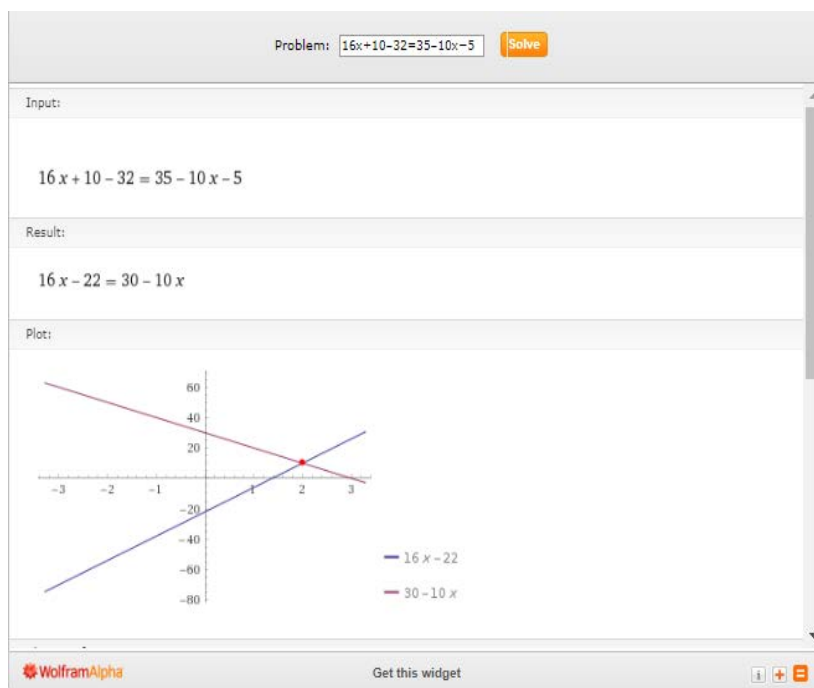 Problem: 16x+10-32=35-10x-5 Solve
Input:
16 x + 10 − 32 = 35 − 10 x − 5
Result:
16 x − 22 = 30 − 10 x
Plot:
60
40
20
-3 -2 -1 1 2 3
-20
-40
-60
-80
16 x − 22
30 − 10 x
WolframAlpha Get this widget i